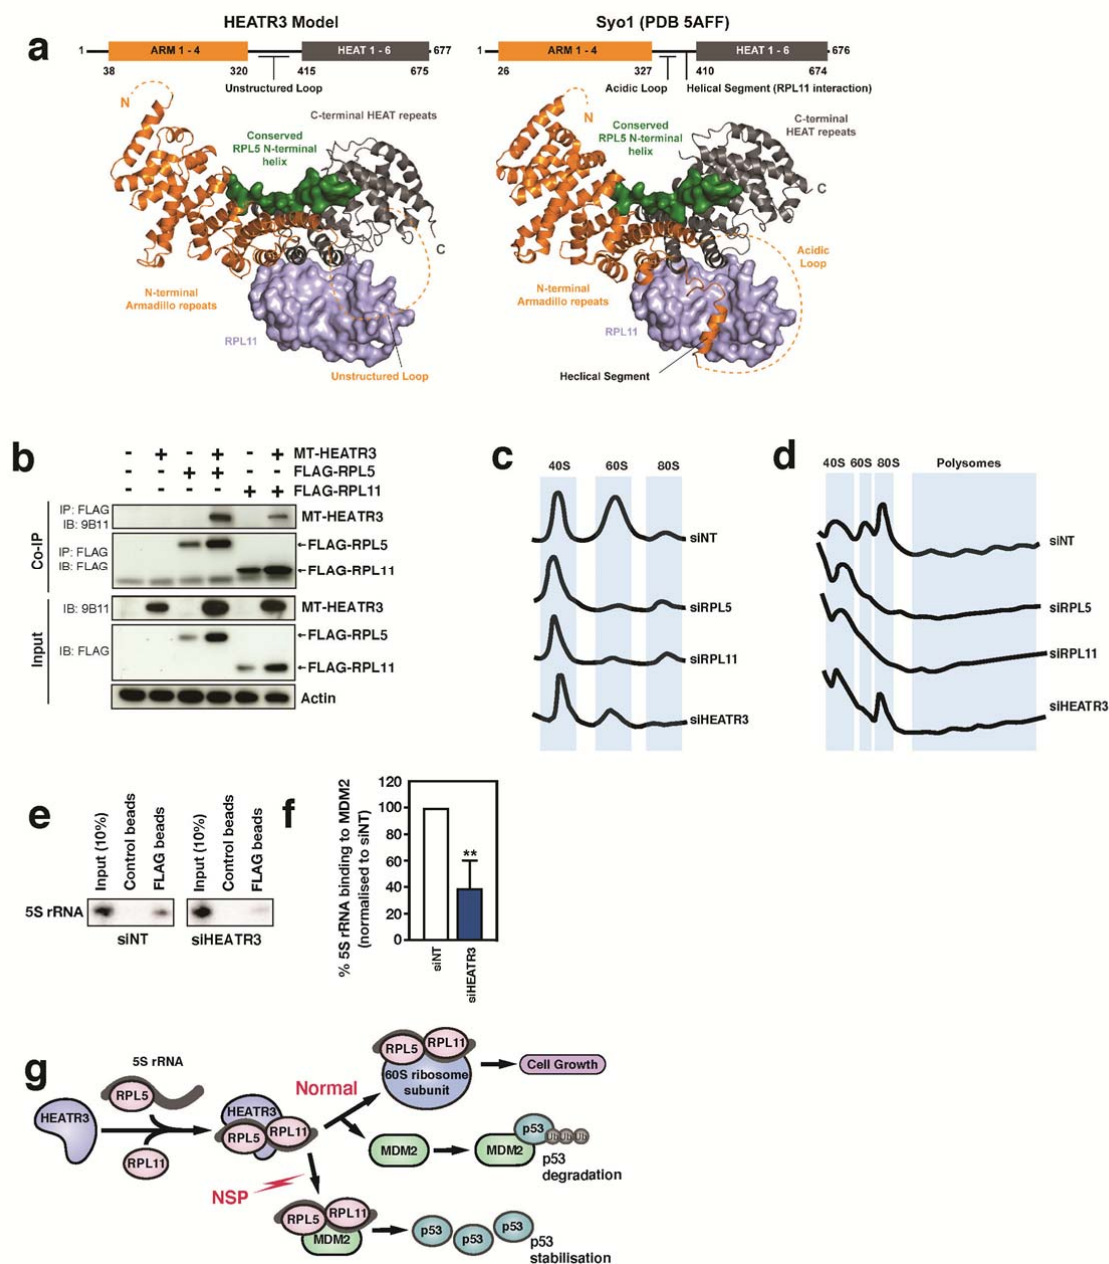 a
HEATR3 Model
1
ARM 1 - 4
HEAT 1 - 6
677
38
320
415
675
Unstructured Loop
N
C-terminal HEAT repeats
Conserved
RPL5 N-terminal
helix
C
N-terminal
Armadillo repeats
RPL11
Unstructured Loop
Syo1 (PDB 5AFF)
1
ARM 1 - 4
HEAT 1 - 6
676
26
327
410
674
Acidic Loop
Helical Segment (RPL11 interaction)
N
Conserved
RPL5 N-terminal
helix
C-terminal
HEAT repeats
C
Acidic
Loop
N-terminal
Armadillo repeats
RPL11
Heclical Segment
b
- + - + - + MT-HEATR3
- - + + - - FLAG-RPL5
- - - - + + FLAG-RPL11
Co-IP
IP: FLAG
IB: 9B11
MT-HEATR3
IP: FLAG
IB: FLAG
←FLAG-RPL5
←FLAG-RPL11
Input
IB: 9B11
MT-HEATR3
IB: FLAG
←FLAG-RPL5
←FLAG-RPL11
Actin
c
40S 60S 80S
siNT
siRPL5
siRPL11
siHEATR3
d
40S 60S 80S Polysomes
siNT
siRPL5
siRPL11
siHEATR3
e
Input (10%)
Control beads
FLAG beads
Input (10%)
Control beads
FLAG beads
5S rRNA
siNT
siHEATR3
f
% 5S rRNA binding to MDM2
(normalised to siNT)
120
100
80
60
40
20
0
**
siNT
siHEATR3
g
HEATR3
5S rRNA
RPL5
RPL11
HEATR3
RPL5
RPL11
Normal
RPL5
RPL11
60S ribosome
subunit
Cell Growth
MDM2
MDM2
p53
Ub Ub Ub
p53
degradation
NSP
RPL5
RPL11
MDM2
p53
p53
p53
p53
stabilisation